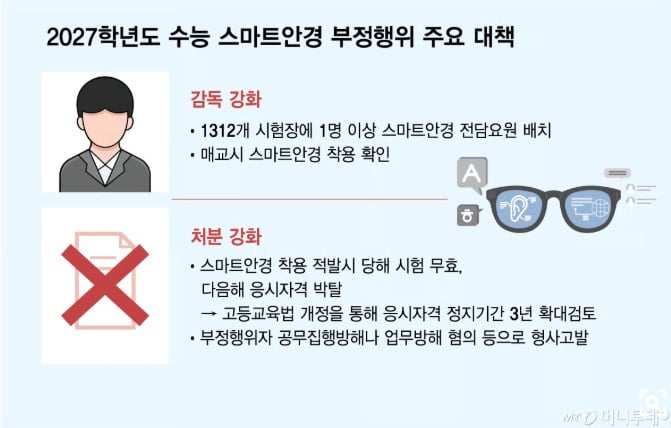 2027학년도 수능 스마트안경 부정행위 주요 대책
감독 강화
• 1312개 시험장에 1명 이상 스마트안경 전담요원 배치
• 매교시 스마트안경 착용 확인
A
ㅎ
처분 강화
• 스마트안경 착용 적발시 당해 시험 무효,
다음해 응시자격 박탈
→ 고등교육법 개정을 통해 응시자격 정지기간 3년 확대검토
• 부정행위자 공무집행방해나 업무방해 혐의 등으로 형사고발
머니투데이